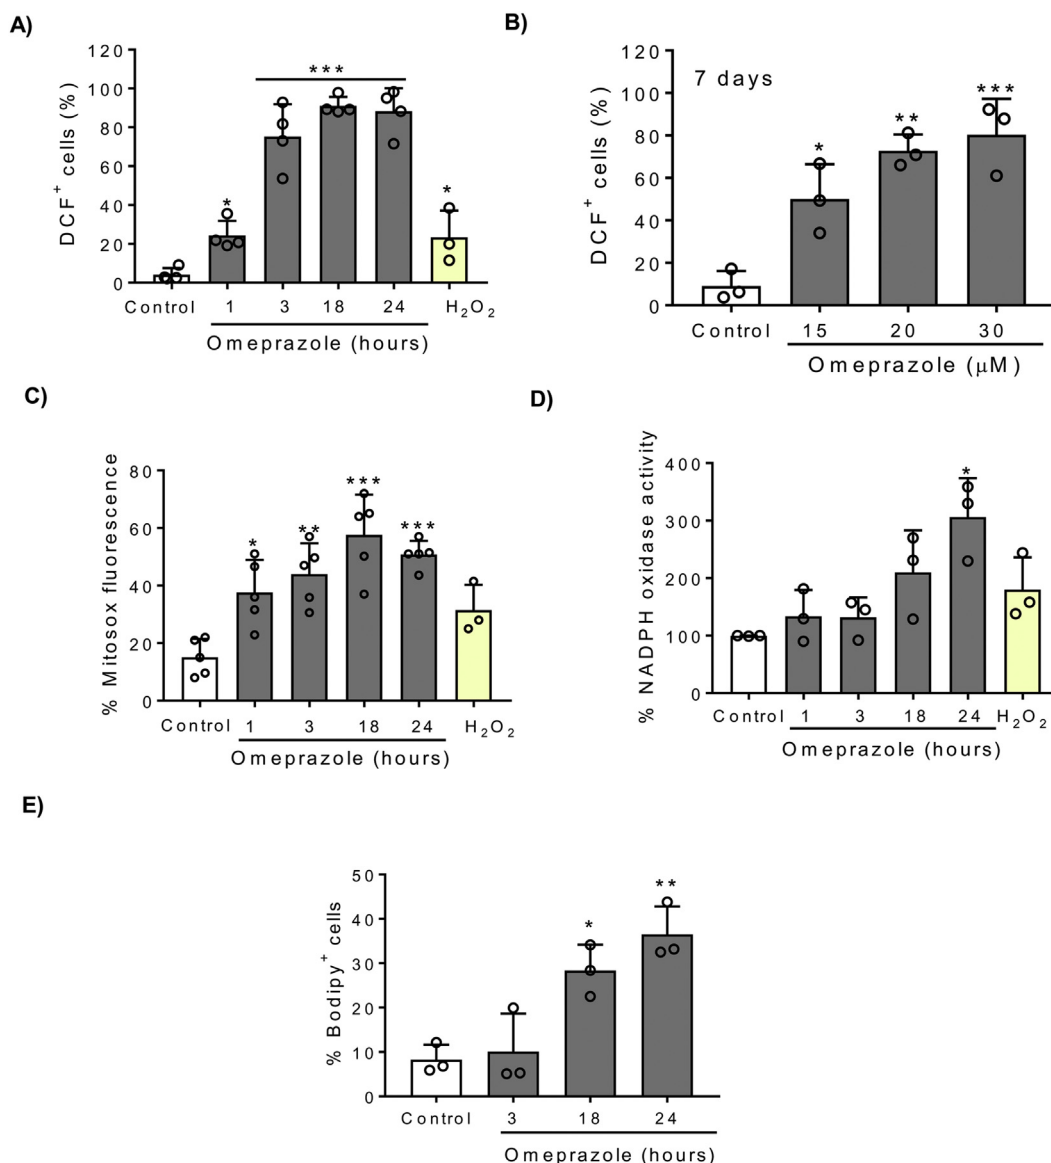 A)
DCF+ cells (%)
120
100
80
60
40
20
0
***
*
*
Control 1 3 18 24 H2O2
Omeprazole (hours)
B)
DCF+ cells (%)
120
100
80
60
40
20
0
7 days
*
**
***
Control 15 20 30
Omeprazole (μM)
C)
% Mitosox fluorescence
80
60
40
20
0
*
**
***
***
Control 1 3 18 24 H2O2
Omeprazole (hours)
D)
% NADPH oxidase activity
400
300
200
100
0
*
Control 1 3 18 24 H2O2
Omeprazole (hours)
E)
% Bodipy+ cells
50
40
30
20
10
0
*
**
Control 3 18 24
Omeprazole (hours)